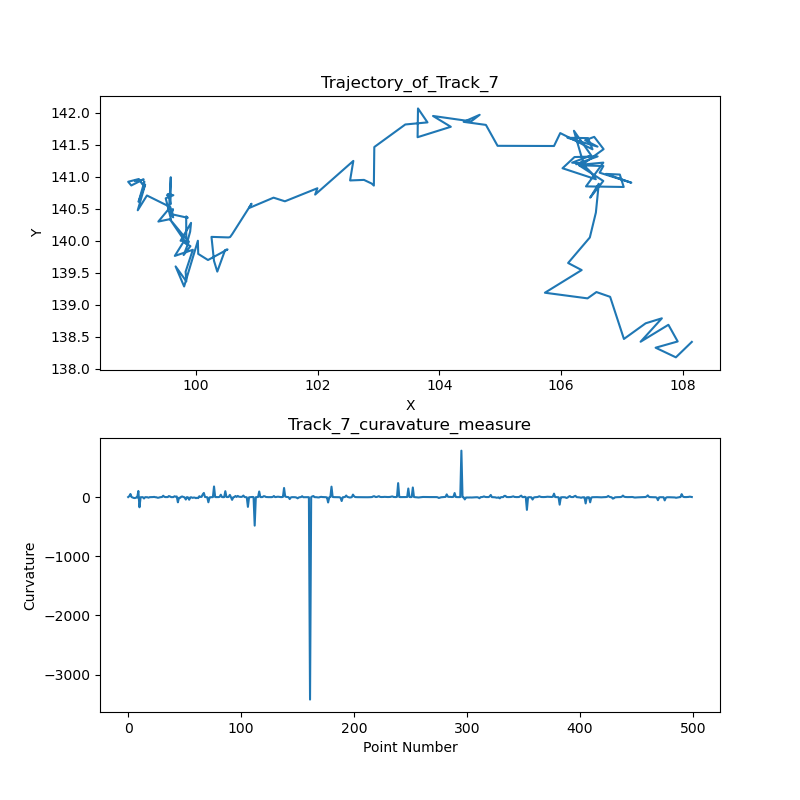 Trajectory_of_Track_7
142.0
141.5
141.0
140.5
140.0
139.5
139.0
138.5
138.0
Y
100 102 104 106 108
X
Track_7_curavature_measure
0
−1000
−2000
−3000
Curvature
0 100 200 300 400 500
Point Number